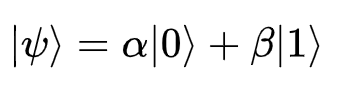 |ψ⟩ = α|0⟩ + β|1⟩